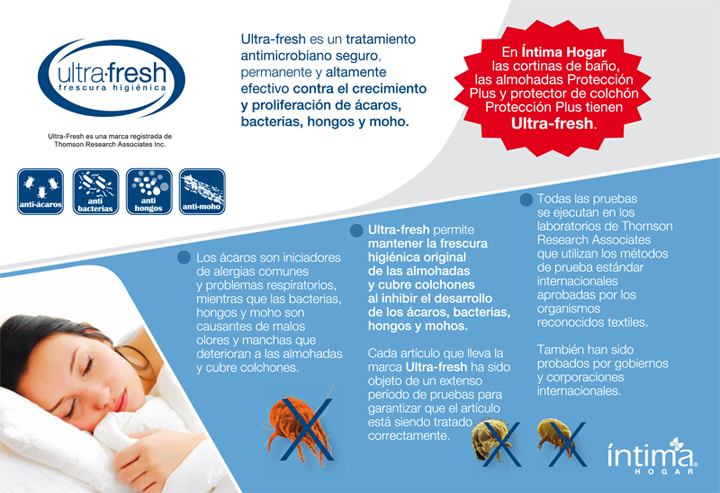 ultra-fresh
frescura higiénica
Ultra-Fresh es una marca registrada de
Thomson Research Associates Inc.
anti-ácaros
anti
bacterias
anti
hongos
anti-moho
Ultra-fresh es un tratamiento
antimicrobiano seguro,
permanente y altamente
efectivo contra el crecimiento
y proliferación de ácaros,
bacterias, hongos y moho.
En Íntima Hogar
las cortinas de baño,
las almohadas Protección
Plus y protector de colchón
Protección Plus tienen
Ultra-fresh.
Los ácaros son iniciadores
de alergias comunes
y problemas respiratorios,
mientras que las bacterias,
hongos y moho son
causantes de malos
olores y manchas que
deterioran a las almohadas
y cubre colchones.
Ultra-fresh permite
mantener la frescura
higiénica original
de las almohadas
y cubre colchones
al inhibir el desarrollo
de los ácaros, bacterias,
hongos y mohos.
Cada artículo que lleva la
marca Ultra-fresh ha sido
objeto de un extenso
período de pruebas para
garantizar que el artículo
está siendo tratado
correctamente.
Todas las pruebas
se ejecutan en los
laboratorios de Thomson
Research Associates
que utilizan los métodos
de prueba estándar
internacionales
aprobadas por los
organismos
reconocidos textiles.
También han sido
probados por gobiernos
y corporaciones
internacionales.
íntima®
HOGAR